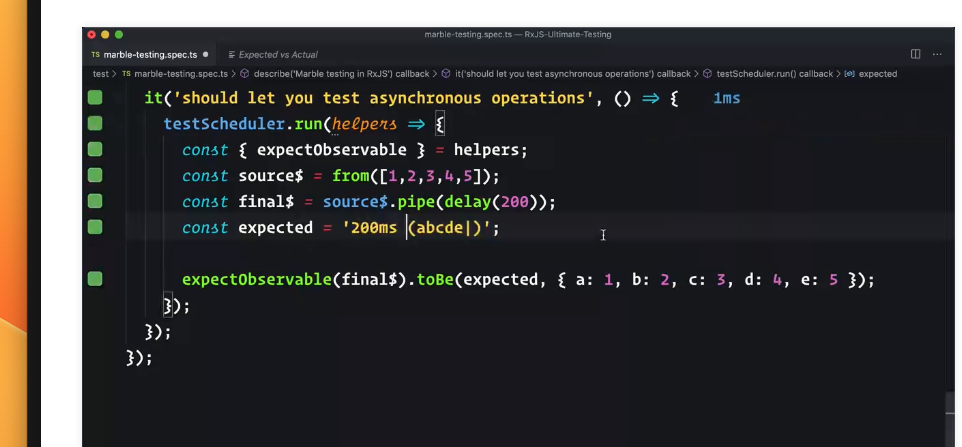 marble-testing.spec.ts — RxJS-Ultimate-Testing
TS marble-testing.spec.ts ● Expected vs Actual
test > TS marble-testing.spec.ts > describe('Marble testing in RxJS') callback > it('should let you test asynchronous operations') callback > testScheduler.run() callback > expected
it('should let you test asynchronous operations', () ⇒ { 1ms
testScheduler.run(helpers ⇒ {
const { expectObservable } = helpers;
const source$ = from([1,2,3,4,5]);
const final$ = source$.pipe(delay(200));
const expected = '200ms (abcde|)';
expectObservable(final$).toBe(expected, { a: 1, b: 2, c: 3, d: 4, e: 5 });
});
});
});